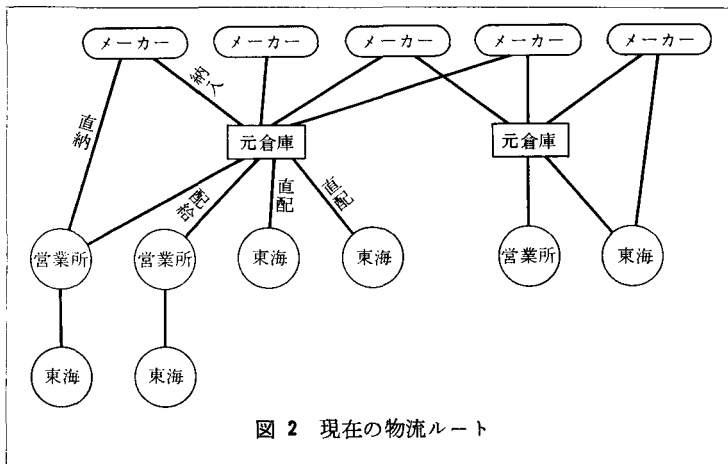 メーカー メーカー メーカー メーカー メーカー
納入
直納
元倉庫 元倉庫
配給 直配 直配
営業所 営業所 東海 東海 営業所 東海
東海 東海
図 2 現在の物流ルート